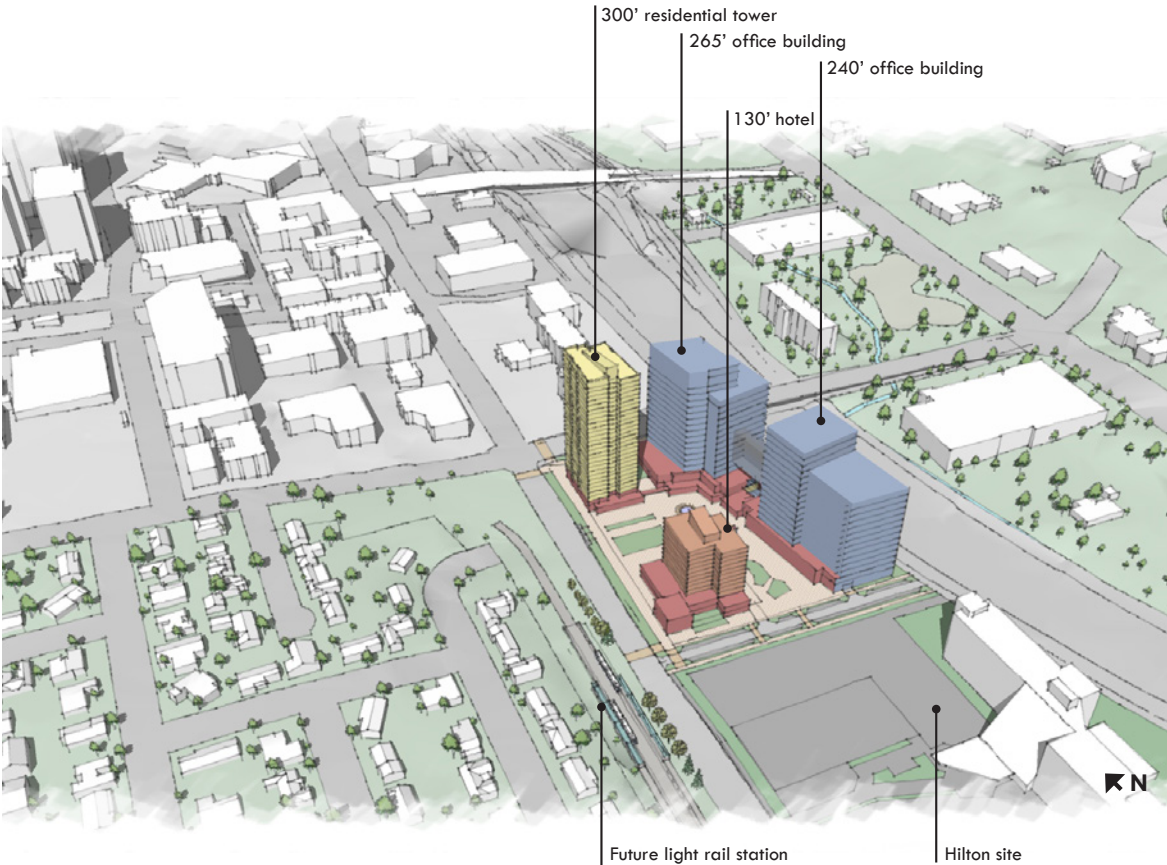 300’ residential tower
265’ office building
240’ office building
130’ hotel
N
Future light rail station
Hilton site